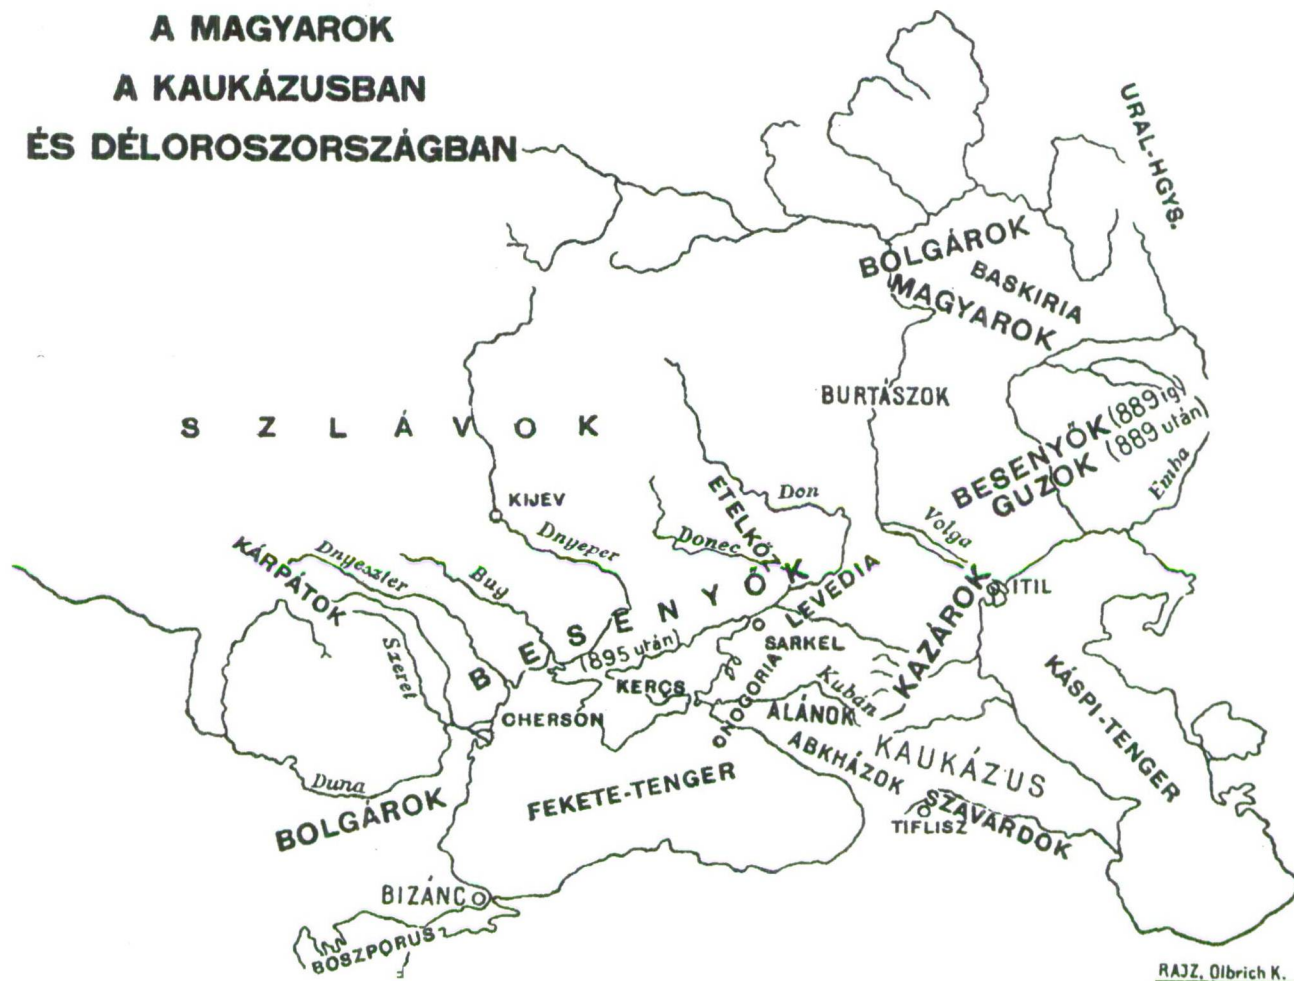 A MAGYAROK
A KAUKÁZUSBAN
ÉS DÉLOROSZORSZÁGBAN
URAL-HGYS.
BOLGÁROK
BASKIRIA
MAGYAROK
BURTÁSZOK
SZLÁVOK
BESENYŐK (889 ig)
GUZOK (889 után)
Emba
KIJEV
ETELKÖZ
Don
Volga
Dnyeper
Donec
KÁRPÁTOK
Dnyeszter
Bug
BESENYŐK
(895 után)
LEVEDIA
KAZÁROK
ITIL
SARKEL
Szeret
KERCS
ONOGORIA
Kubán
CHERSON
ALÁNOK
KÁSPI-TENGER
ABKHÁZOK
KAUKÁZUS
Duna
FEKETE-TENGER
BOLGÁROK
SZAVARDOK
TIFLISZ
BIZÁNC
BOSZPORUS
RAJZ, Olbrich K.